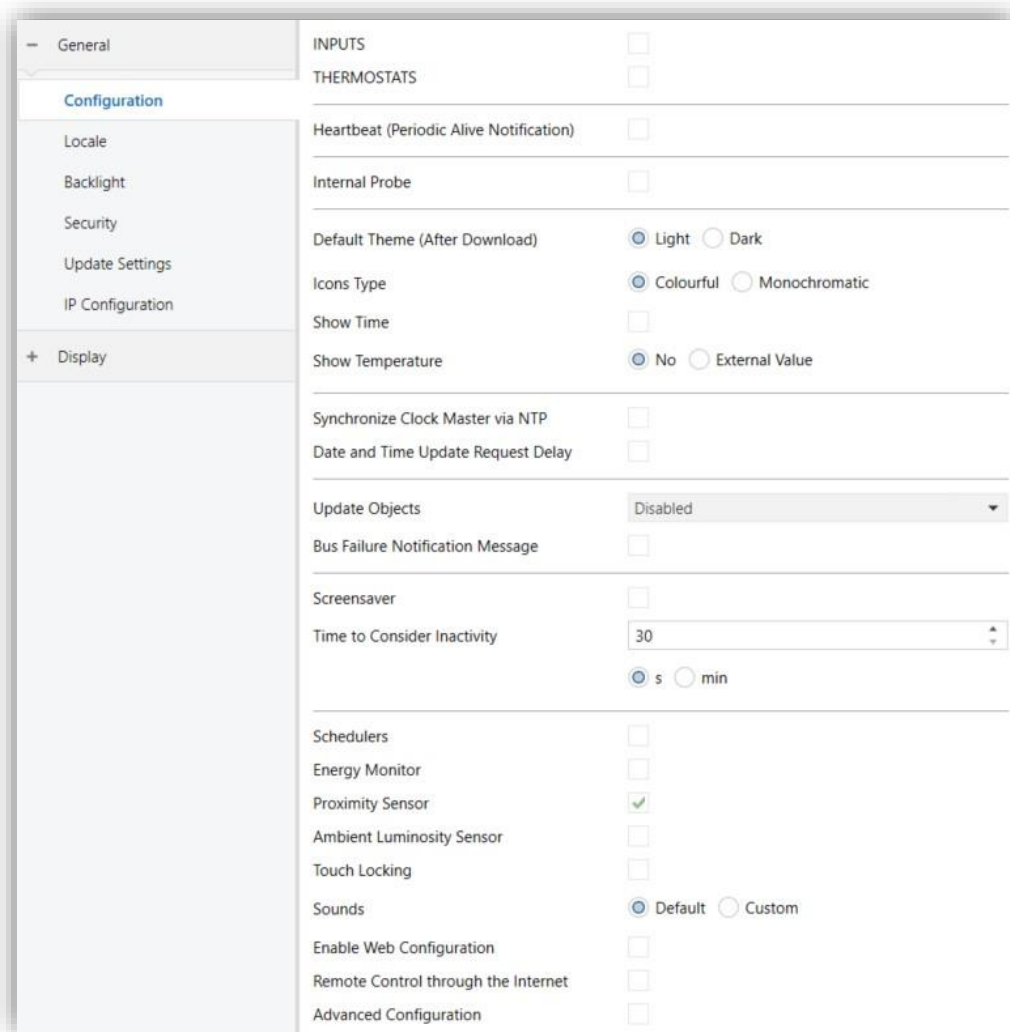 General
Configuration
Locale
Backlight
Security
Update Settings
IP Configuration
Display
INPUTS
THERMOSTATS
Heartbeat (Periodic Alive Notification)
Internal Probe
Default Theme (After Download) Light Dark
Icons Type Colourful Monochromatic
Show Time
Show Temperature No External Value
Synchronize Clock Master via NTP
Date and Time Update Request Delay
Update Objects Disabled
Bus Failure Notification Message
Screensaver
Time to Consider Inactivity 30
s min
Schedulers
Energy Monitor
Proximity Sensor
Ambient Luminosity Sensor
Touch Locking
Sounds Default Custom
Enable Web Configuration
Remote Control through the Internet
Advanced Configuration